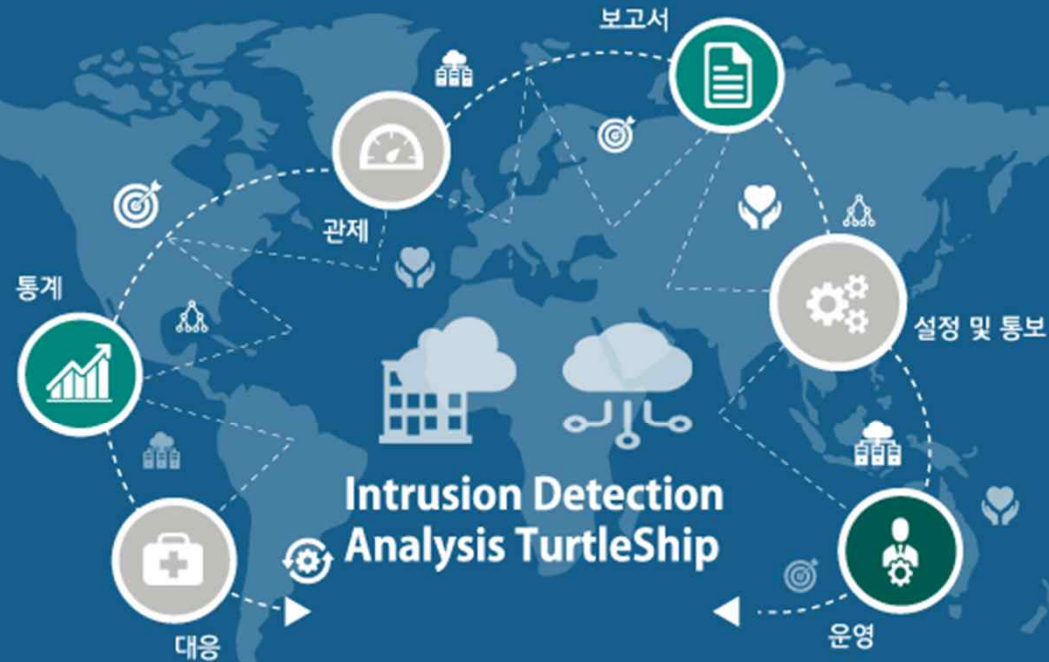 보고서
관제
통계
설정 및 통보
Intrusion Detection
Analysis TurtleShip
대응
운영